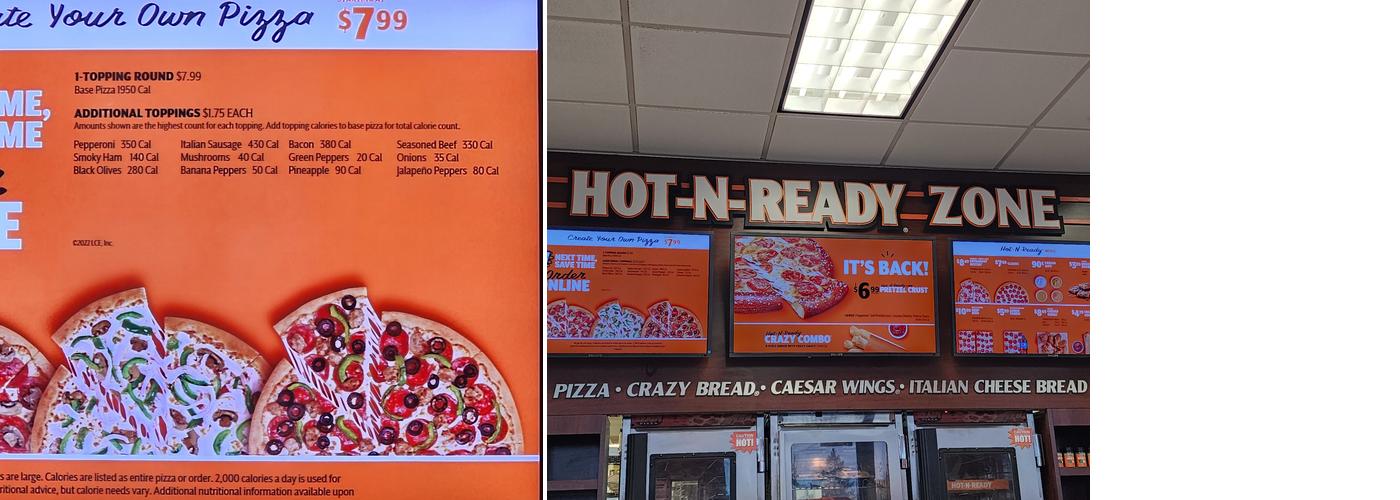 ate Your Own Pizza
$7.99
1-TOPPING ROUND $7.99
Base Pizza 1950 Cal
ADDITIONAL TOPPINGS $1.75 EACH
Amounts shown are the highest count for each topping. Add topping calories to base pizza for total calorie count.
Pepperoni 350 Cal Italian Sausage 430 Cal Bacon 380 Cal Seasoned Beef 330 Cal
Smoky Ham 140 Cal Mushrooms 40 Cal Green Peppers 20 Cal Onions 35 Cal
Black Olives 280 Cal Banana Peppers 50 Cal Pineapple 90 Cal Jalapeño Peppers 80 Cal
ME,
ME
E
©2022 LCE, Inc.
s are large. Calories are listed as entire pizza or order. 2,000 calories a day is used for
ritional advice, but calorie needs vary. Additional nutritional information available upon
HOT-N-READY ZONE
Create Your Own Pizza $7.99
NEXT TIME,
SAVE TIME
Order
ONLINE
IT'S BACK!
$6.99 PRETZEL CRUST
Hot-N-Ready
CRAZY COMBO
Hot-N-Ready
PIZZA • CRAZY BREAD • CAESAR WINGS • ITALIAN CHEESE BREAD
CAUTION
HOT!
CAUTION
HOT!
HOT-N-READY